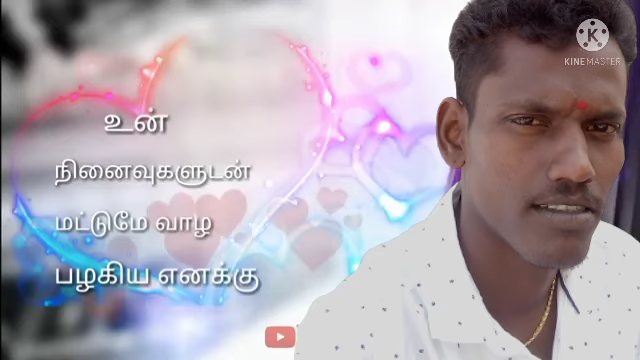 உன்
நினைவுகளுடன்
மட்டுமே வாழ
பழகிய எனக்கு
K
KINEMASTER